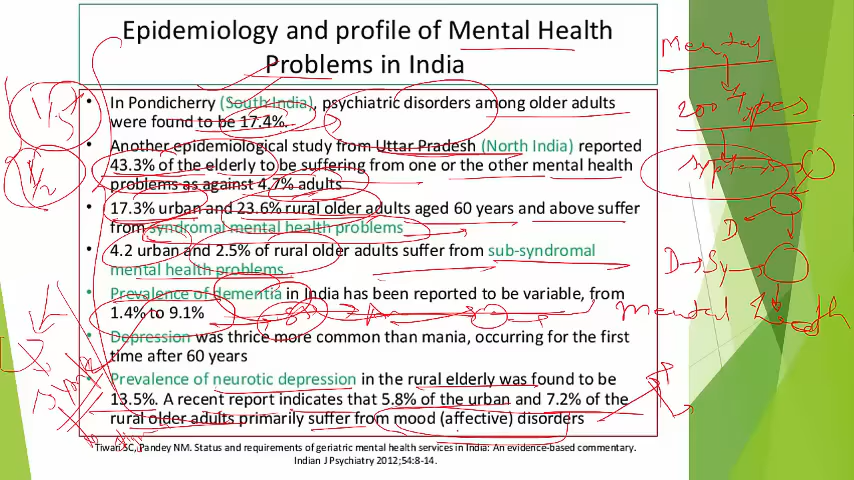 Epidemiology and profile of Mental Health
Problems in India
• In Pondicherry (South India), psychiatric disorders among older adults
were found to be 17.4%.
• Another epidemiological study from Uttar Pradesh (North India) reported
43.3% of the elderly to be suffering from one or the other mental health
problems as against 4.7% adults
• 17.3% urban and 23.6% rural older adults aged 60 years and above suffer
from syndromal mental health problems
• 4.2 urban and 2.5% of rural older adults suffer from sub-syndromal
mental health problems
• Prevalence of dementia in India has been reported to be variable, from
1.4% to 9.1%
• Depression was thrice more common than mania, occurring for the first
time after 60 years
• Prevalence of neurotic depression in the rural elderly was found to be
13.5%. A recent report indicates that 5.8% of the urban and 7.2% of the
rural older adults primarily suffer from mood (affective) disorders
Tiwari SC, Pandey NM. Status and requirements of geriatric mental health services in India: An evidence-based commentary.
Indian J Psychiatry 2012;54:8-14.
Mental
200 types
D
D → Sy
Mental